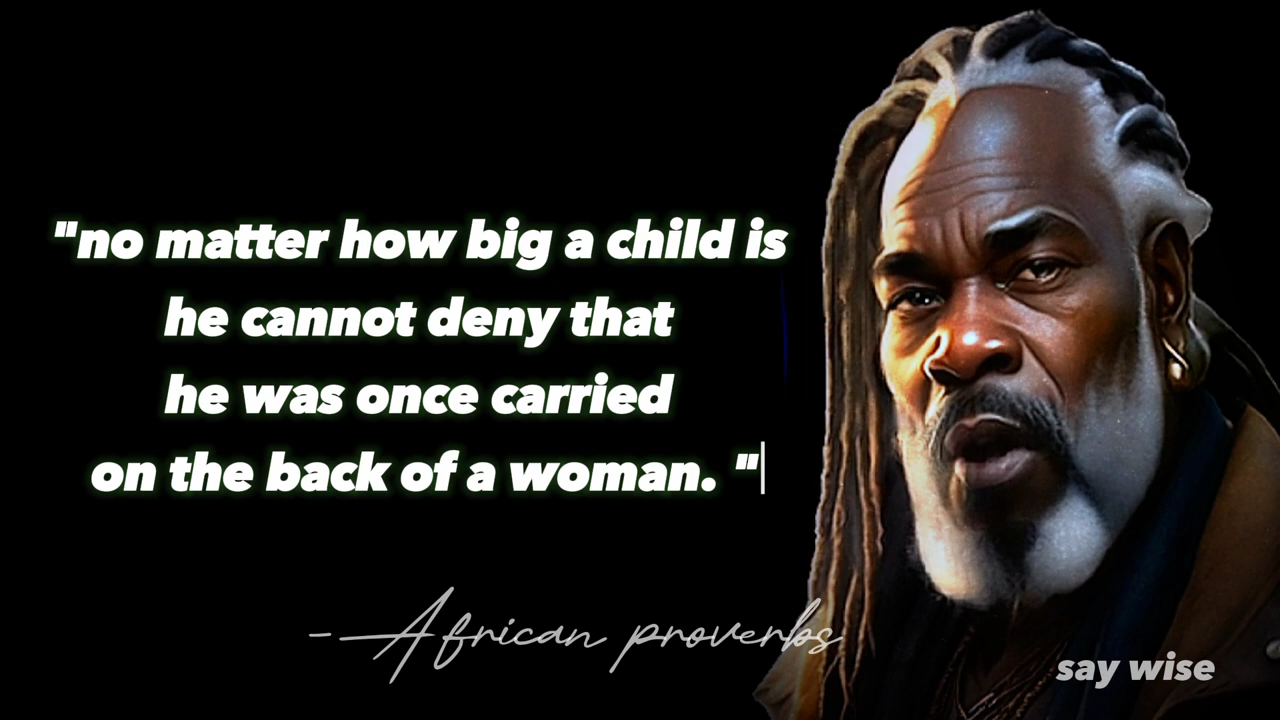 "no matter how big a child is
he cannot deny that
he was once carried
on the back of a woman. "
- African proverbs
say wise